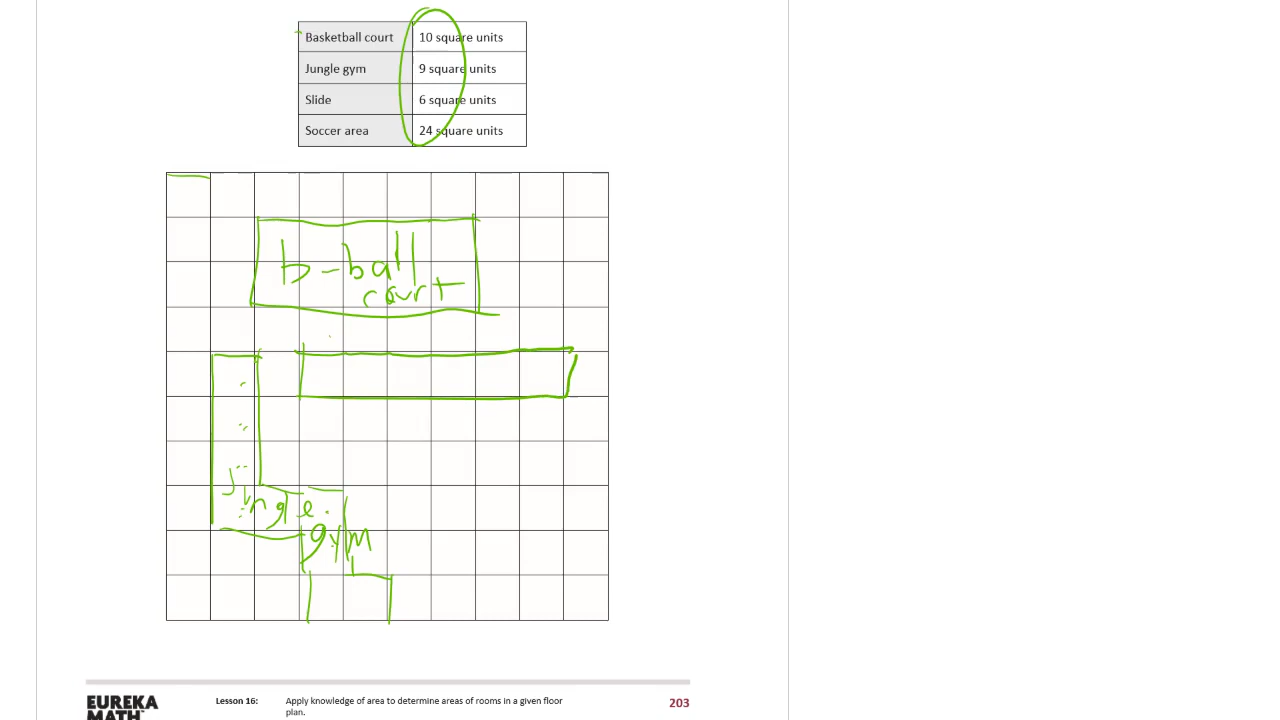 Basketball court 10 square units
Jungle gym 9 square units
Slide 6 square units
Soccer area 24 square units
b-ball
court
Jungle
gym
EUREKA
MATH™
Lesson 16: Apply knowledge of area to determine areas of rooms in a given floor
plan.
203